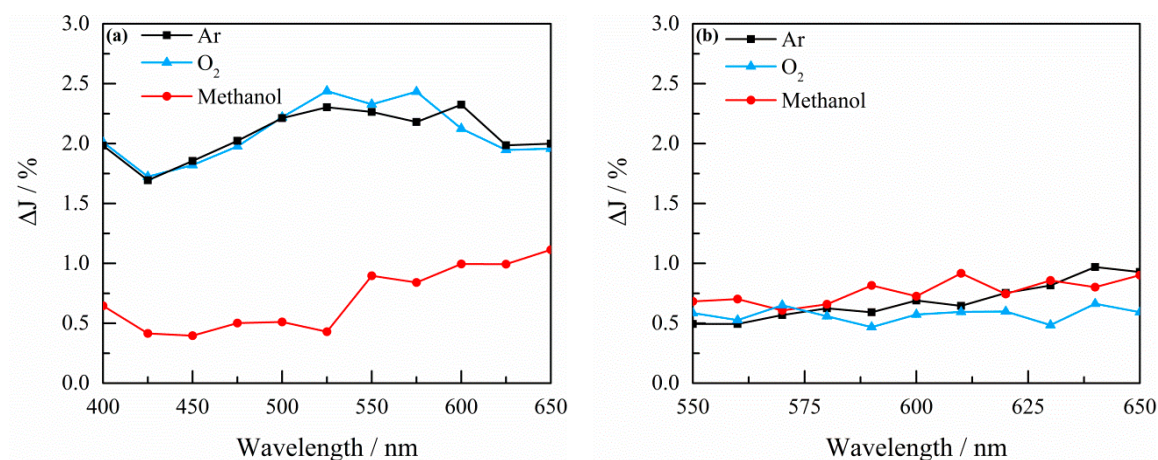 (a)
Ar
O₂
Methanol
3.0
2.5
2.0
1.5
1.0
0.5
0.0
ΔJ / %
400 450 500 550 600 650
Wavelength / nm
(b)
Ar
O₂
Methanol
3.0
2.5
2.0
1.5
1.0
0.5
0.0
ΔJ / %
550 575 600 625 650
Wavelength / nm